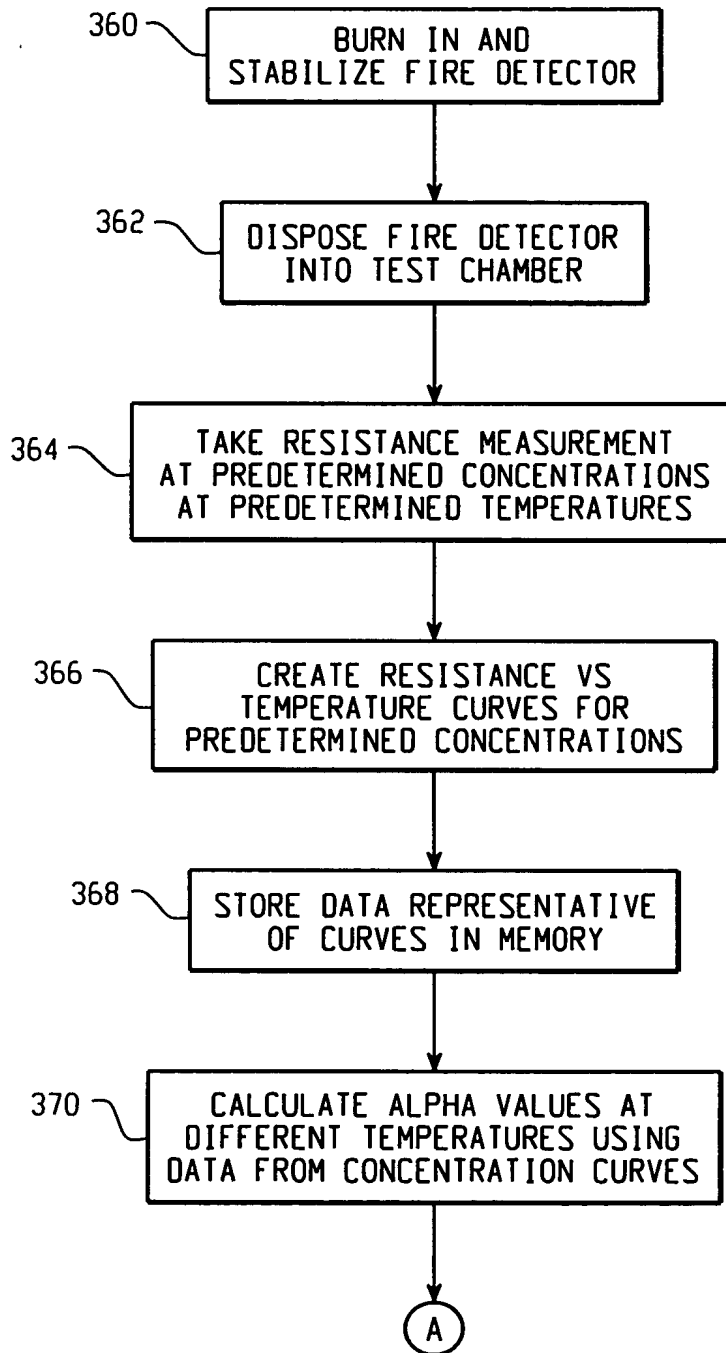 360
BURN IN AND
STABILIZE FIRE DETECTOR
362
DISPOSE FIRE DETECTOR
INTO TEST CHAMBER
364
TAKE RESISTANCE MEASUREMENT
AT PREDETERMINED CONCENTRATIONS
AT PREDETERMINED TEMPERATURES
366
CREATE RESISTANCE VS
TEMPERATURE CURVES FOR
PREDETERMINED CONCENTRATIONS
368
STORE DATA REPRESENTATIVE
OF CURVES IN MEMORY
370
CALCULATE ALPHA VALUES AT
DIFFERENT TEMPERATURES USING
DATA FROM CONCENTRATION CURVES
A